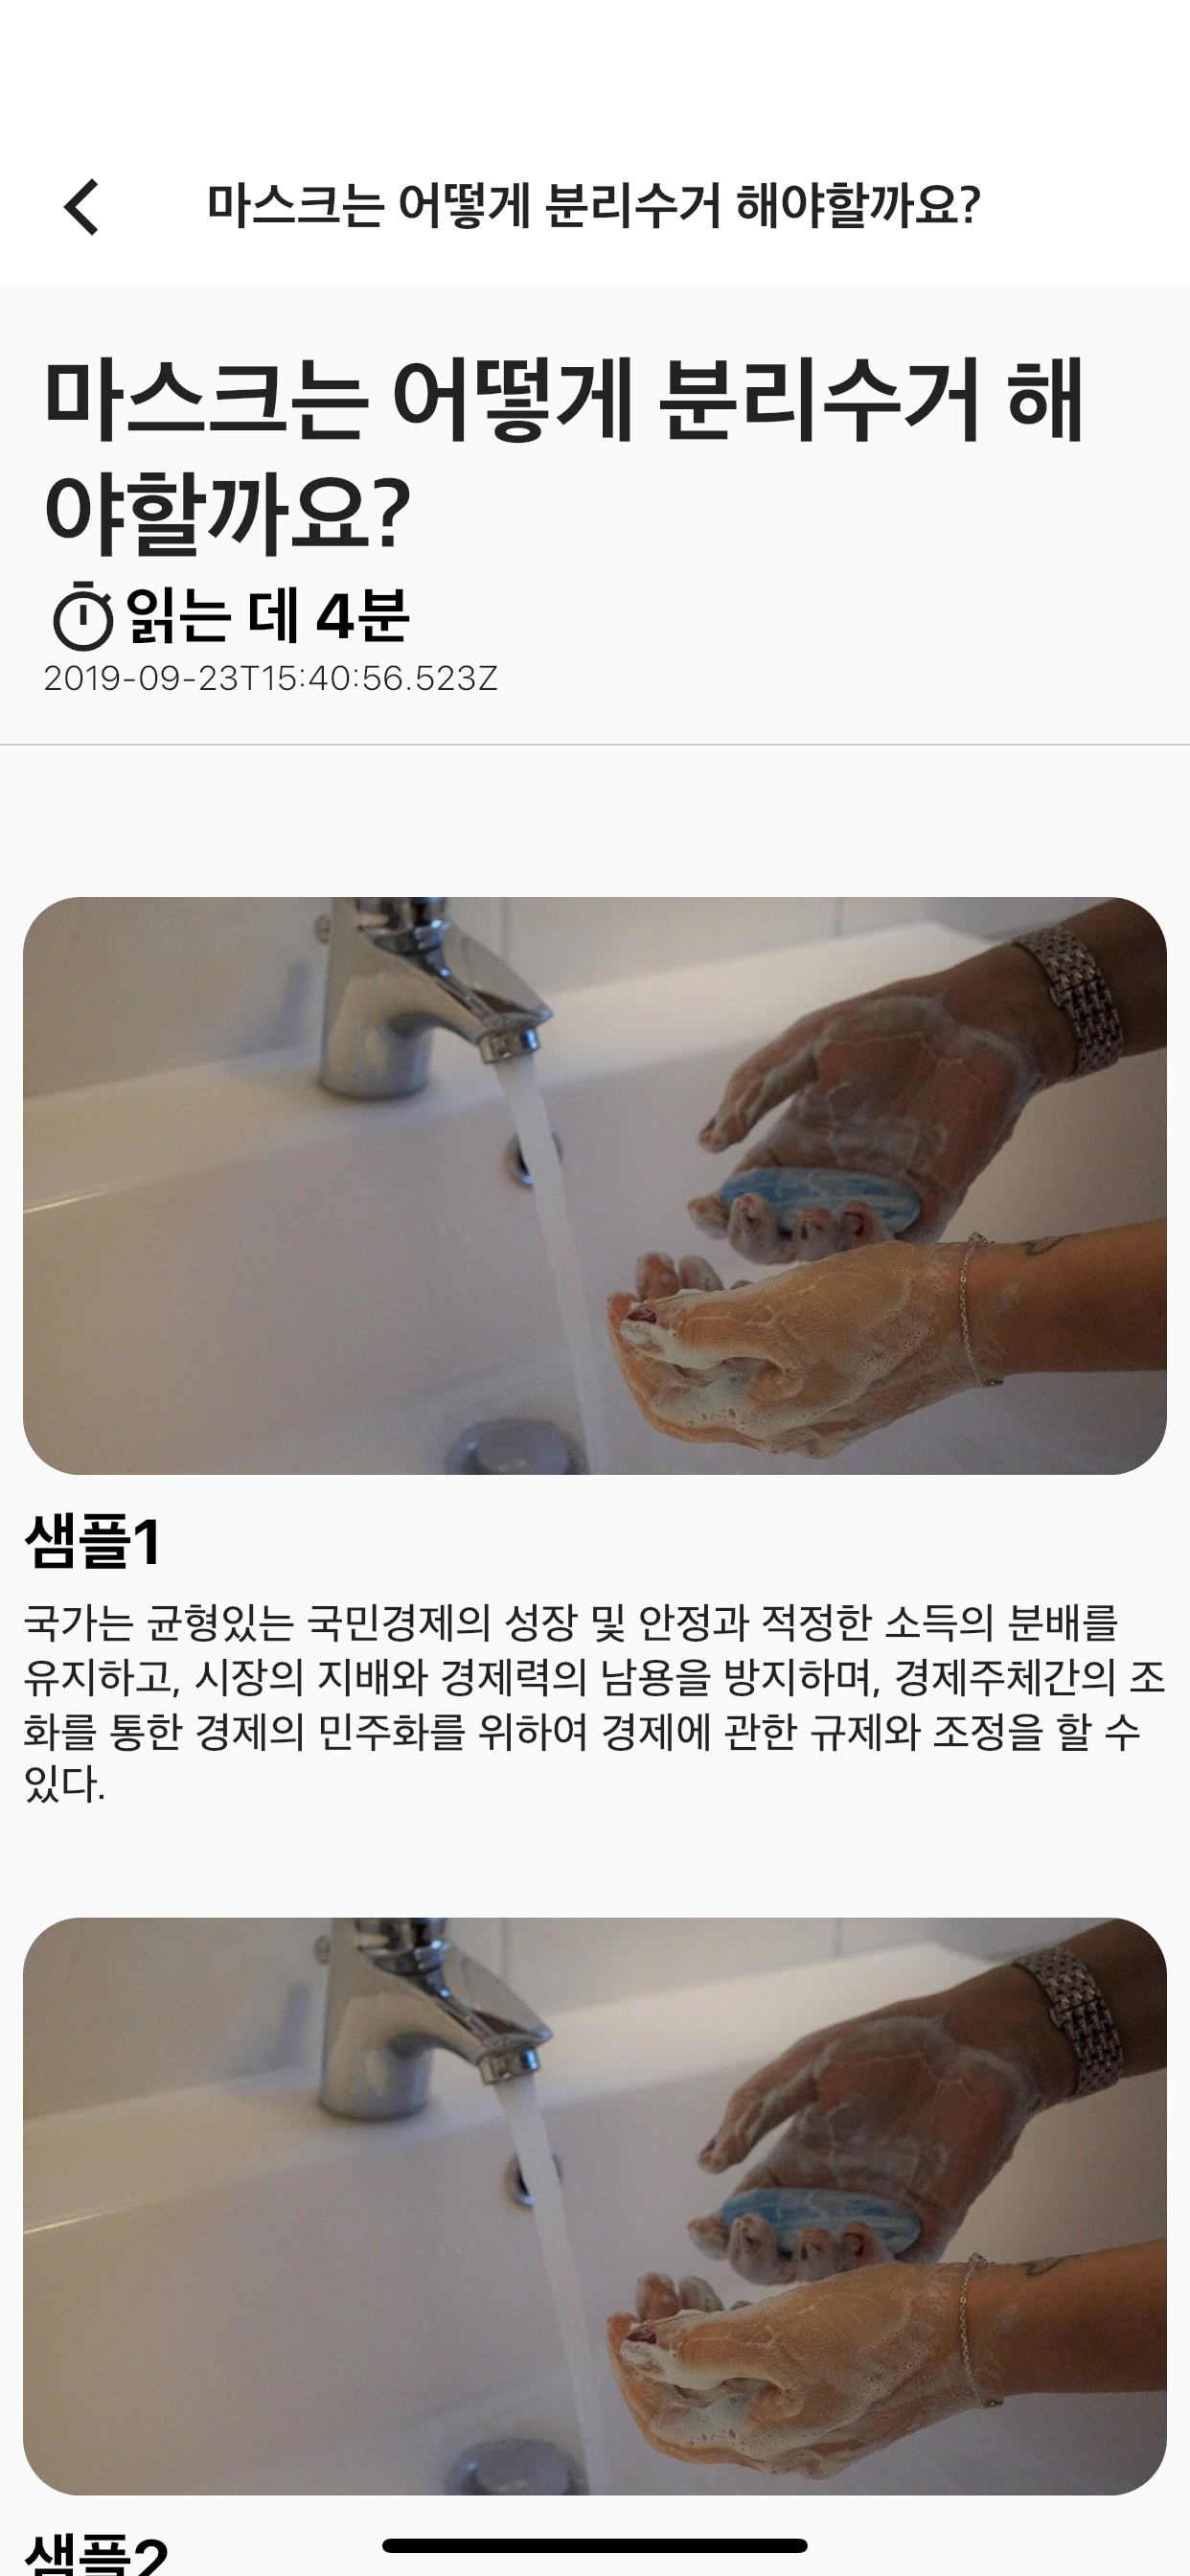 마스크는 어떻게 분리수거 해야할까요?
마스크는 어떻게 분리수거 해
야할까요?
읽는 데 4분
2019-09-23T15:40:56.523Z
샘플1
국가는 균형있는 국민경제의 성장 및 안정과 적정한 소득의 분배를
유지하고, 시장의 지배와 경제력의 남용을 방지하며, 경제주체간의 조
화를 통한 경제의 민주화를 위하여 경제에 관한 규제와 조정을 할 수
있다.
샘플2